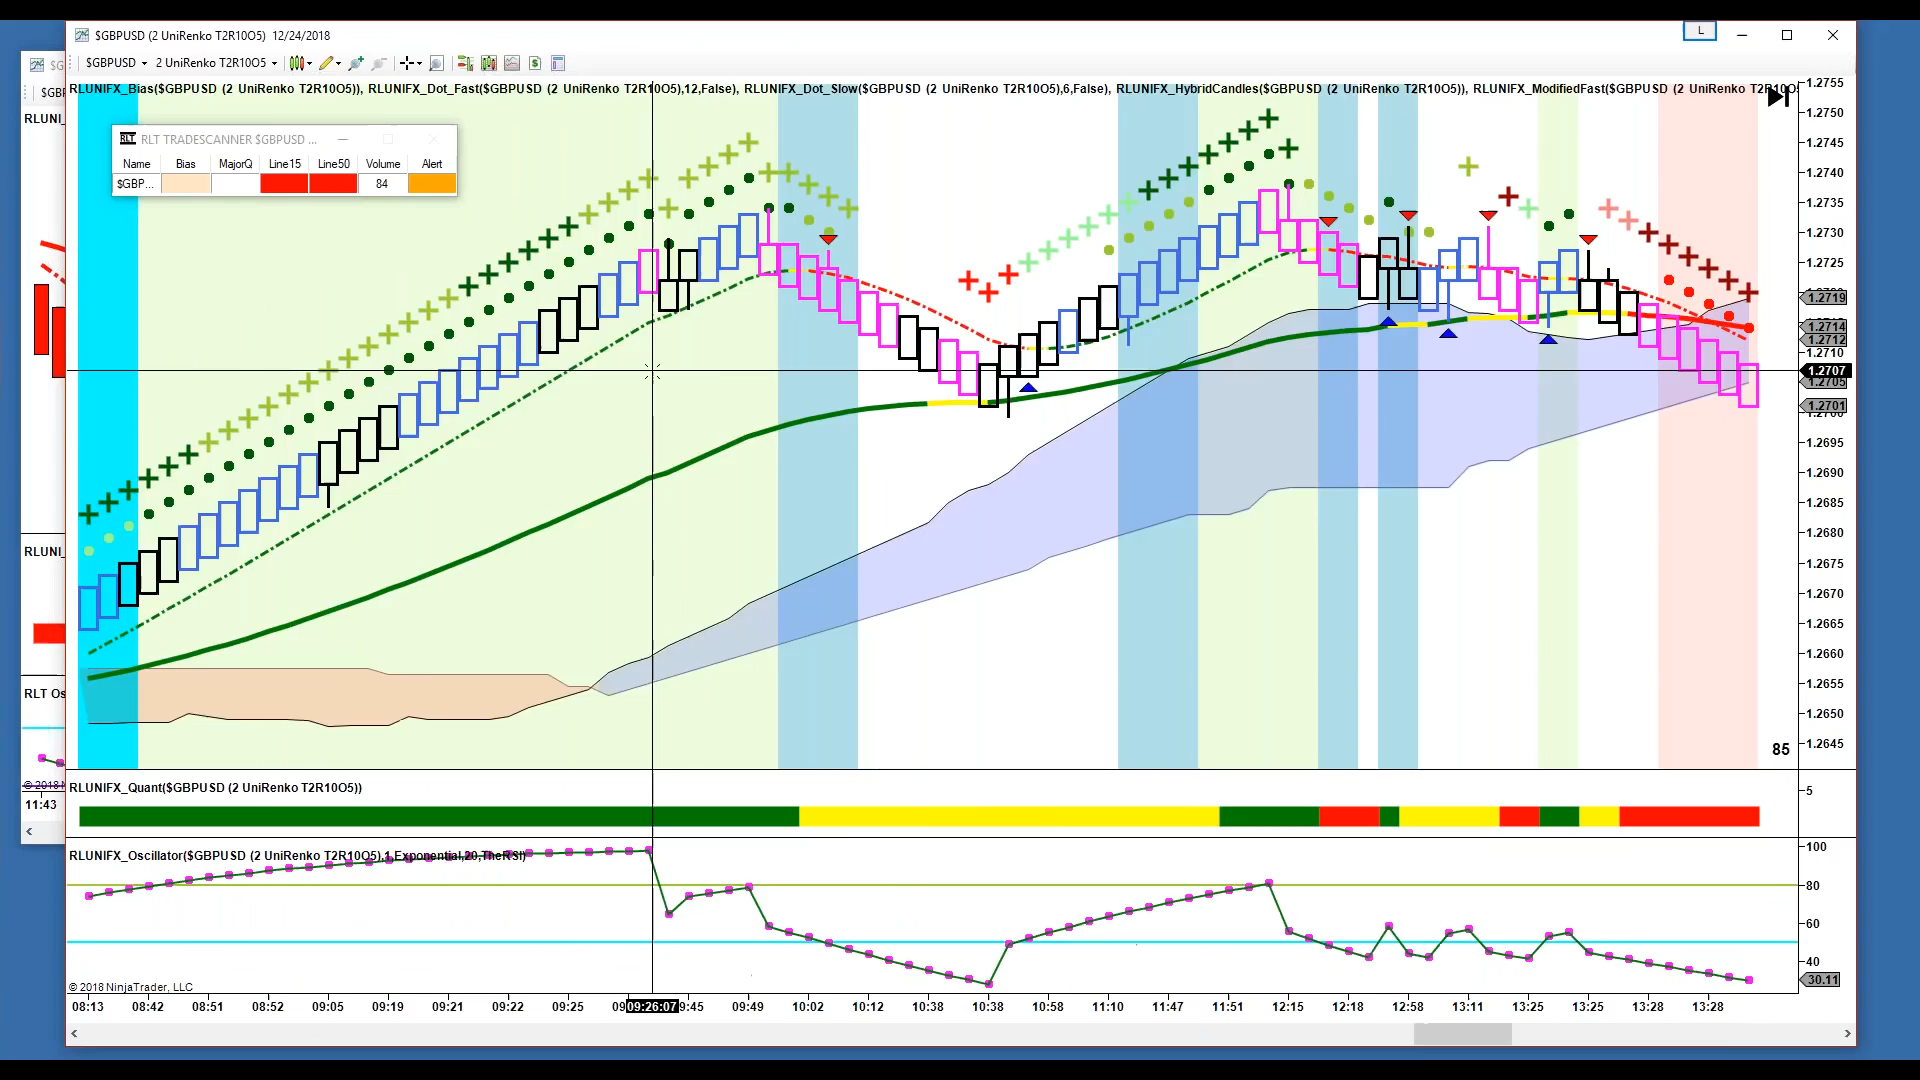 $GBPUSD (2 UniRenko T2R10O5)  12/24/2018
L
$GBPUSD
2 UniRenko T2R10O5
RLUNIFX_Bias($GBPUSD (2 UniRenko T2R10O5)), RLUNIFX_Dot_Fast($GBPUSD (2 UniRenko T2R10O5),12,False), RLUNIFX_Dot_Slow($GBPUSD (2 UniRenko T2R10O5),6,False), RLUNIFX_HybridCandles($GBPUSD (2 UniRenko T2R10O5)), RLUNIFX_ModifiedFast($GBPUSD (2 UniRenko T2R10O5
$GBP
RLUNI_
RLT TRADESCANNER $GBPUSD ...
Name Bias MajorQ Line15 Line50 Volume Alert
$GBP... 84
1.2755
1.2750
1.2745
1.2740
1.2735
1.2730
1.2725
1.2719
1.2714
1.2712
1.2710
1.2707
1.2705
1.2701
1.2695
1.2690
1.2685
1.2680
1.2675
1.2670
1.2665
1.2660
1.2655
1.2650
1.2645
85
RLUNI_
RLT Os
© 2018 N
11:43
RLUNIFX_Quant($GBPUSD (2 UniRenko T2R10O5))
5
RLUNIFX_Oscillator($GBPUSD (2 UniRenko T2R10O5),1,Exponential,20,TheRSI)
100
80
60
40
30.11
© 2018 NinjaTrader, LLC
08:13 08:42 08:51 08:52 09:05 09:19 09:21 09:22 09:25 09:26:07 9:45 09:49 10:02 10:12 10:38 10:38 10:58 11:10 11:47 11:51 12:15 12:18 12:58 13:11 13:25 13:25 13:28 13:28